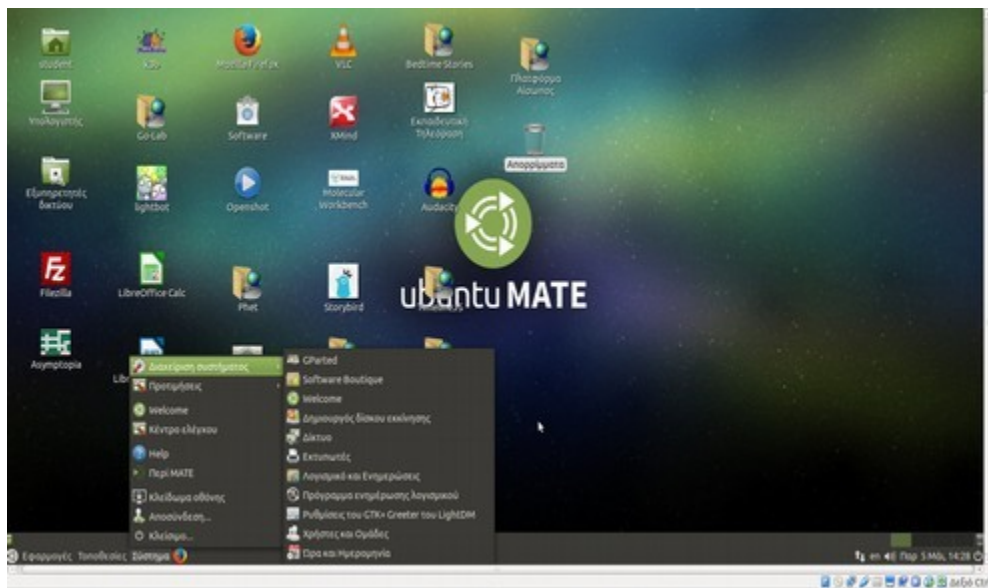 student
k3b
Mozilla Firefox
VLC
Bedtime Stories
Πλατφόρμα
Αίσωπος
Υπολογιστής
Go-Lab
Software
XMind
Εκπαιδευτική
Τηλεόραση
Απορρίμματα
Εξυπηρετητές
δικτύου
lightbot
Openshot
Molecular
Workbench
Audacity
Filezilla
LibreOffice Calc
Phet
Storybird
ubuntu MATE
Asymptopia
Διαχείριση συστήματος
Προτιμήσεις
Welcome
Κέντρο ελέγχου
Help
Περί MATE
Κλείδωμα οθόνης
Αποσύνδεση...
Κλείσιμο...
GParted
Software Boutique
Welcome
Δημιουργός δίσκου εκκίνησης
Δίκτυο
Εκτυπωτές
Λογισμικό και Ενημερώσεις
Πρόγραμμα ενημέρωσης λογισμικού
Ρυθμίσεις του GTK+ Greeter του LightDM
Χρήστες και Ομάδες
Ώρα και Ημερομηνία
Εφαρμογές Τοποθεσίες Σύστημα
en Παρ 5 Μάι, 14:28
Δεξιό